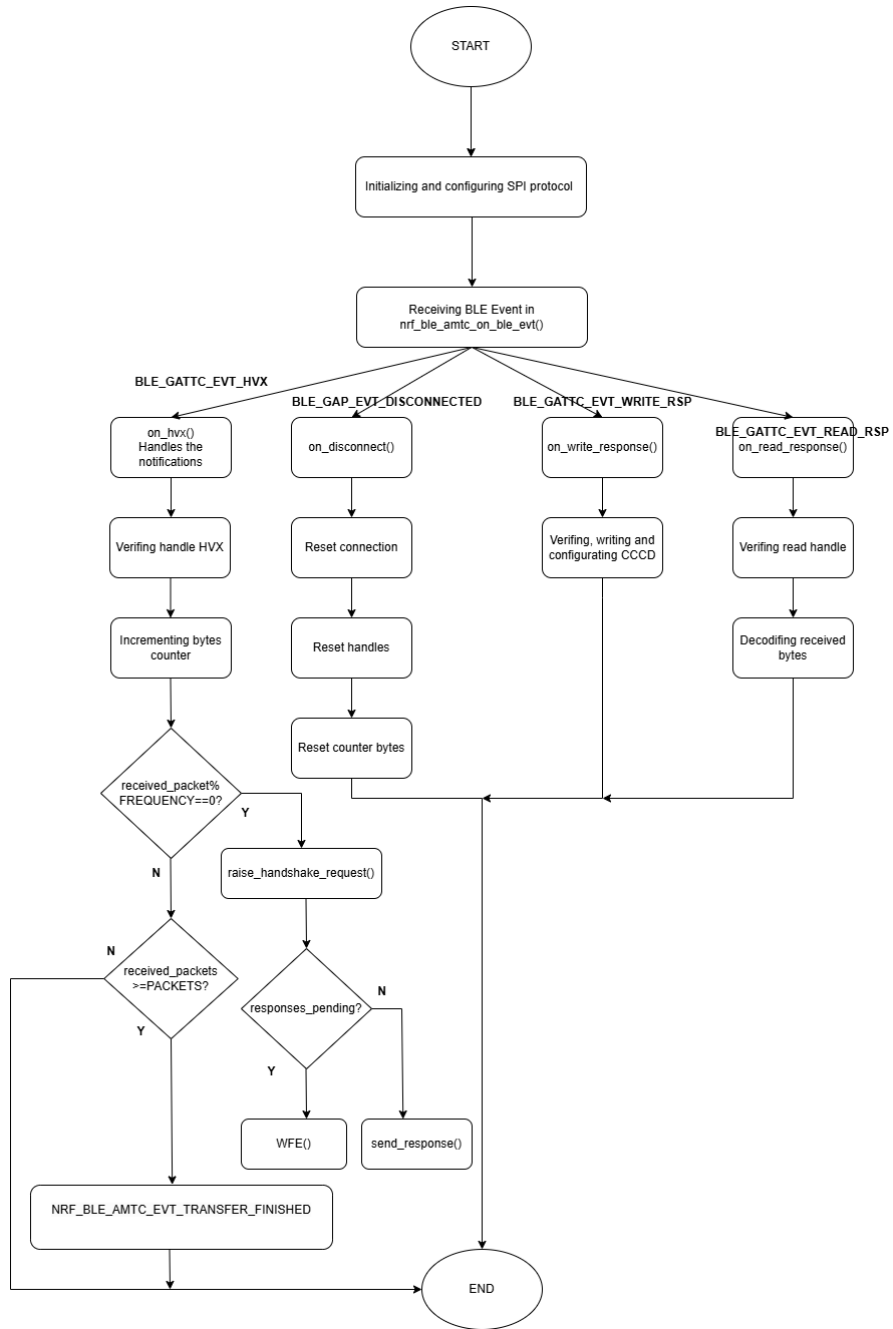 START
Initializing and configuring SPI protocol
Receiving BLE Event in
nrf_ble_amtc_on_ble_evt()
BLE_GATTC_EVT_HVX
BLE_GAP_EVT_DISCONNECTED
BLE_GATTC_EVT_WRITE_RSP
BLE_GATTC_EVT_READ_RSP
on_hvx()
Handles the
notifications
on_disconnect()
on_write_response()
on_read_response()
Verifing handle HVX
Reset connection
Verifing, writing and
configurating CCCD
Verifing read handle
Incrementing bytes
counter
Reset handles
Decodifing received
bytes
Reset counter bytes
received_packet%
FREQUENCY==0?
Y
N
raise_handshake_request()
N
received_packets
>=PACKETS?
Y
responses_pending?
N
Y
WFE()
send_response()
NRF_BLE_AMTC_EVT_TRANSFER_FINISHED
END